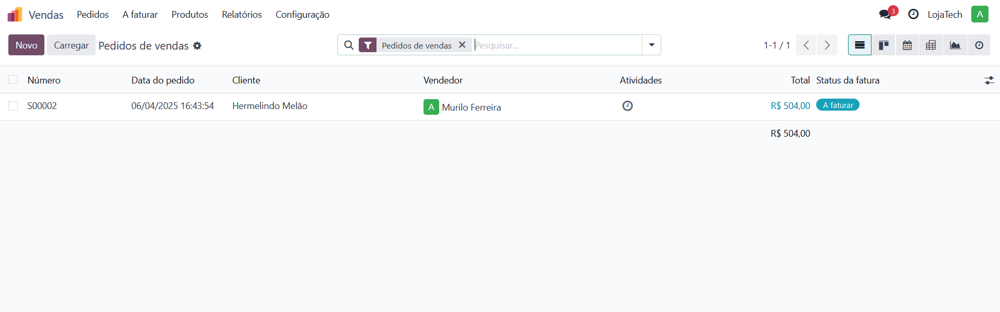 Vendas Pedidos A faturar Produtos Relatórios Configuração 3 LojaTech A
Novo Carregar Pedidos de vendas Pedidos de vendas Pesquisar... 1-1 / 1
Número Data do pedido Cliente Vendedor Atividades Total Status da fatura
S00002 06/04/2025 16:43:54 Hermelindo Melão A Murilo Ferreira R$ 504,00 A faturar
R$ 504,00